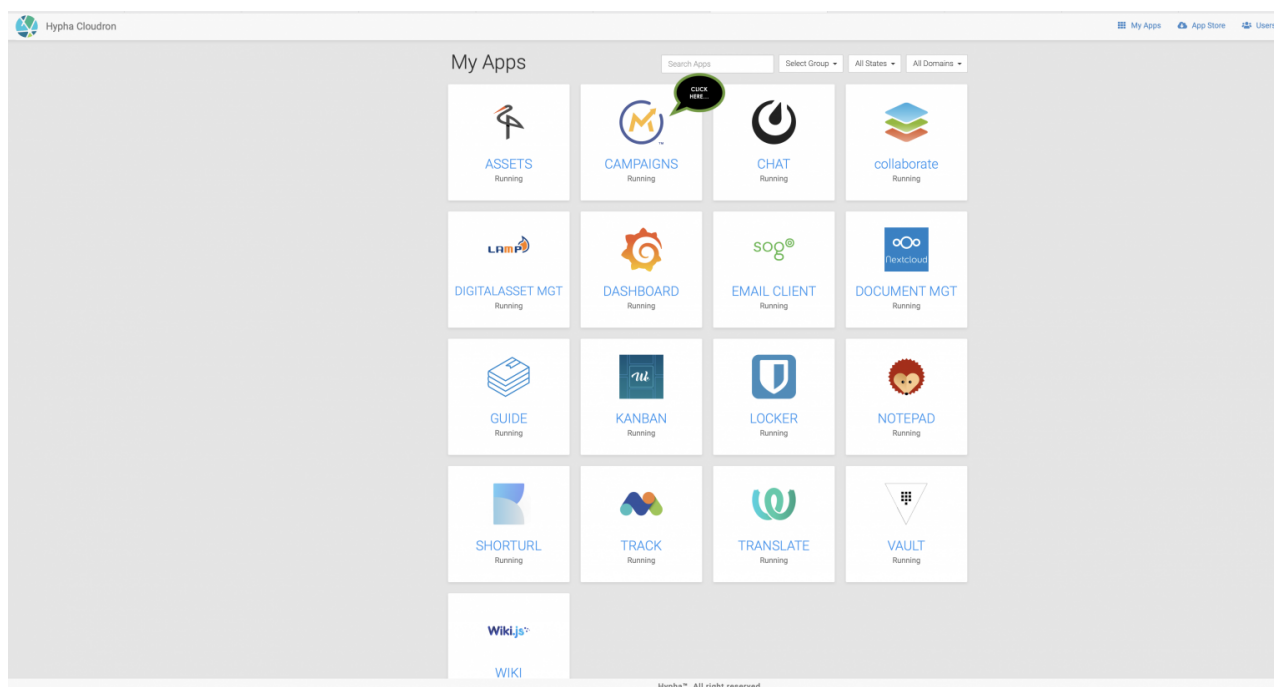 Hypha Cloudron
My Apps
App Store
Users
My Apps
Search Apps
Select Group
All States
All Domains
CLICK
HERE...
M
TM
ASSETS
Running
CAMPAIGNS
Running
CHAT
Running
collaborate
Running
LAMP
sogo
nextcloud
DIGITALASSET MGT
Running
DASHBOARD
Running
EMAIL CLIENT
Running
DOCUMENT MGT
Running
GUIDE
Running
KANBAN
Running
LOCKER
Running
NOTEPAD
Running
SHORTURL
Running
TRACK
Running
TRANSLATE
Running
VAULT
Running
Wiki.js
WIKI
Hypha™ All right reserved